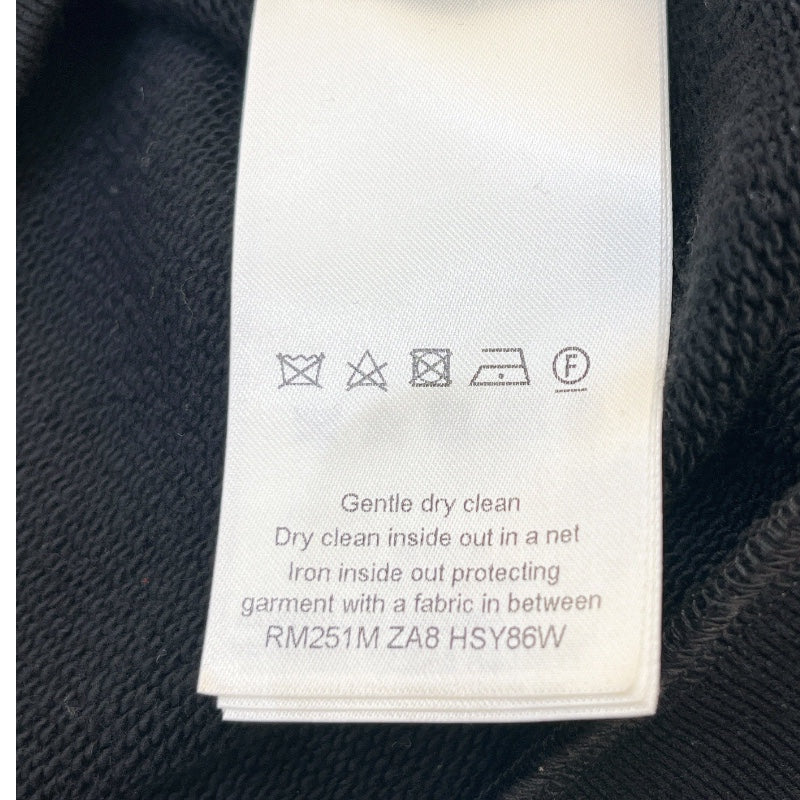 F
Gentle dry clean
Dry clean inside out in a net
Iron inside out protecting
garment with a fabric in between
RM251M ZA8 HSY86W